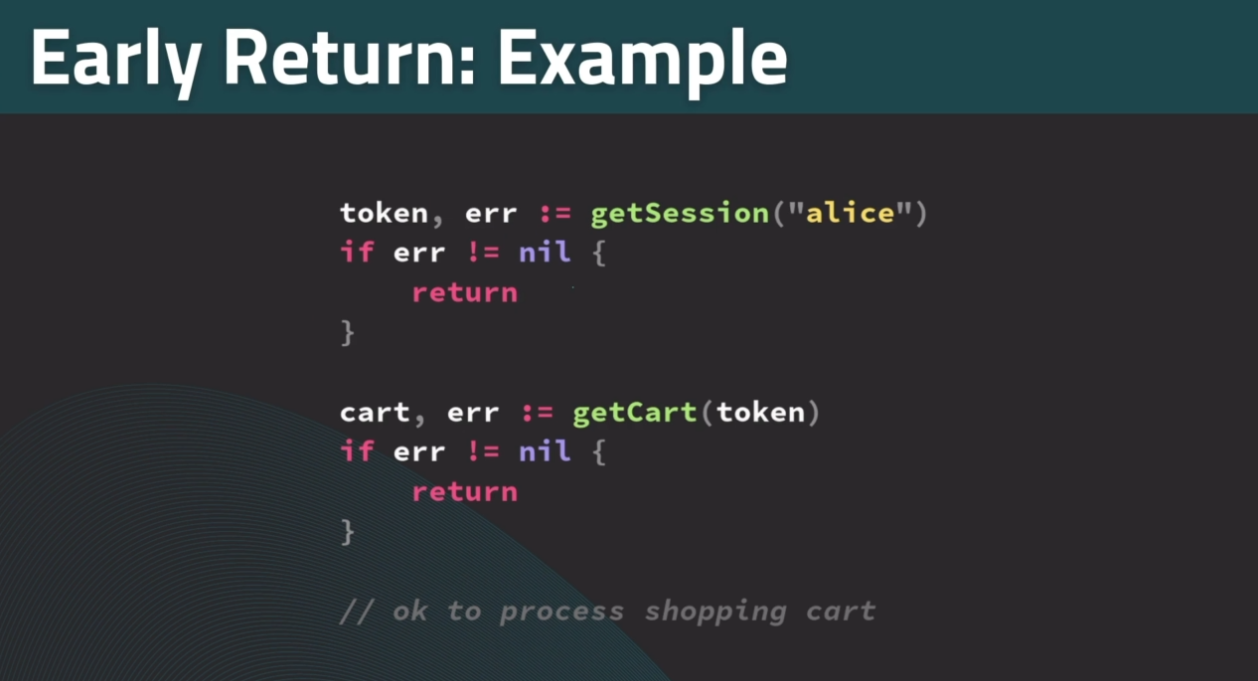 Early Return: Example
token, err := getSession("alice")
if err != nil {
    return
}
cart, err := getCart(token)
if err != nil {
    return
}
// ok to process shopping cart